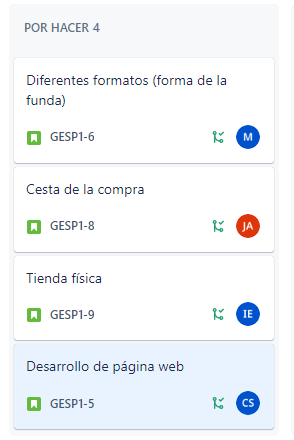 POR HACER 4
Diferentes formatos (forma de la
funda)
GESP1-6
M
Cesta de la compra
GESP1-8
JA
Tienda física
GESP1-9
IE
Desarrollo de página web
GESP1-5
CS